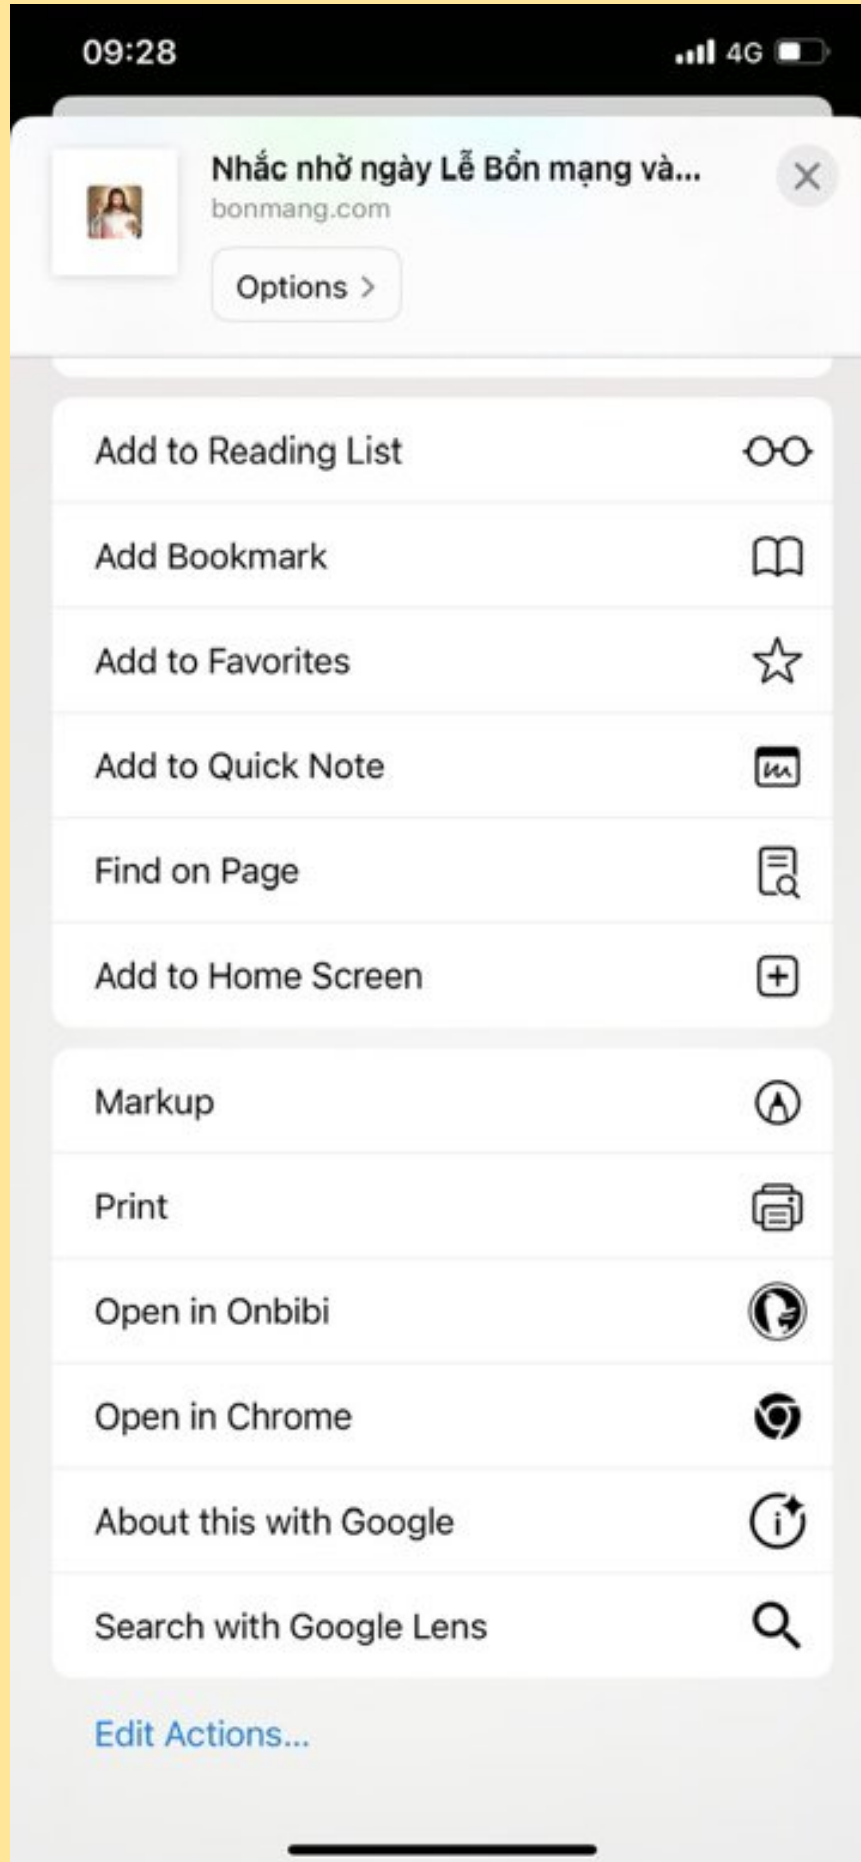 09:28
4G
Nhắc nhở ngày Lễ Bổn mạng và...
bonmang.com
Options >
Add to Reading List
Add Bookmark
Add to Favorites
Add to Quick Note
Find on Page
Add to Home Screen
Markup
Print
Open in Onbibi
Open in Chrome
About this with Google
Search with Google Lens
Edit Actions...